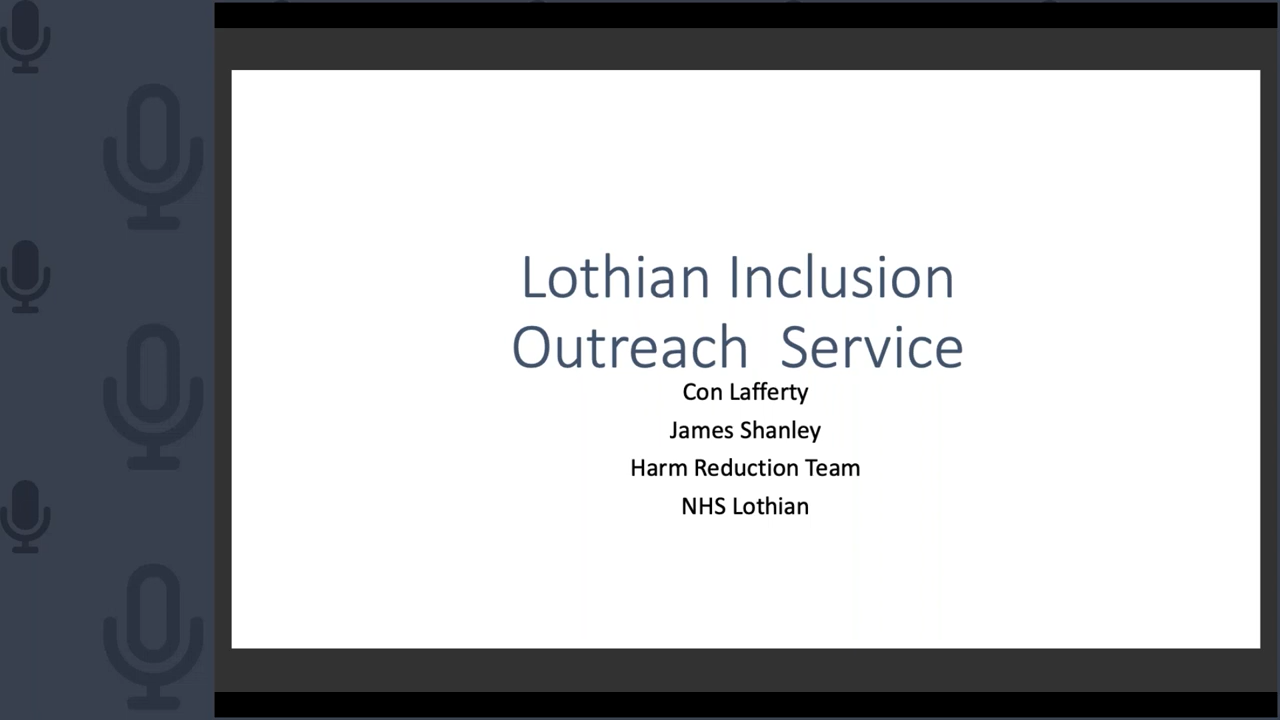 Lothian Inclusion
Outreach  Service
Con Lafferty
James Shanley
Harm Reduction Team
NHS Lothian